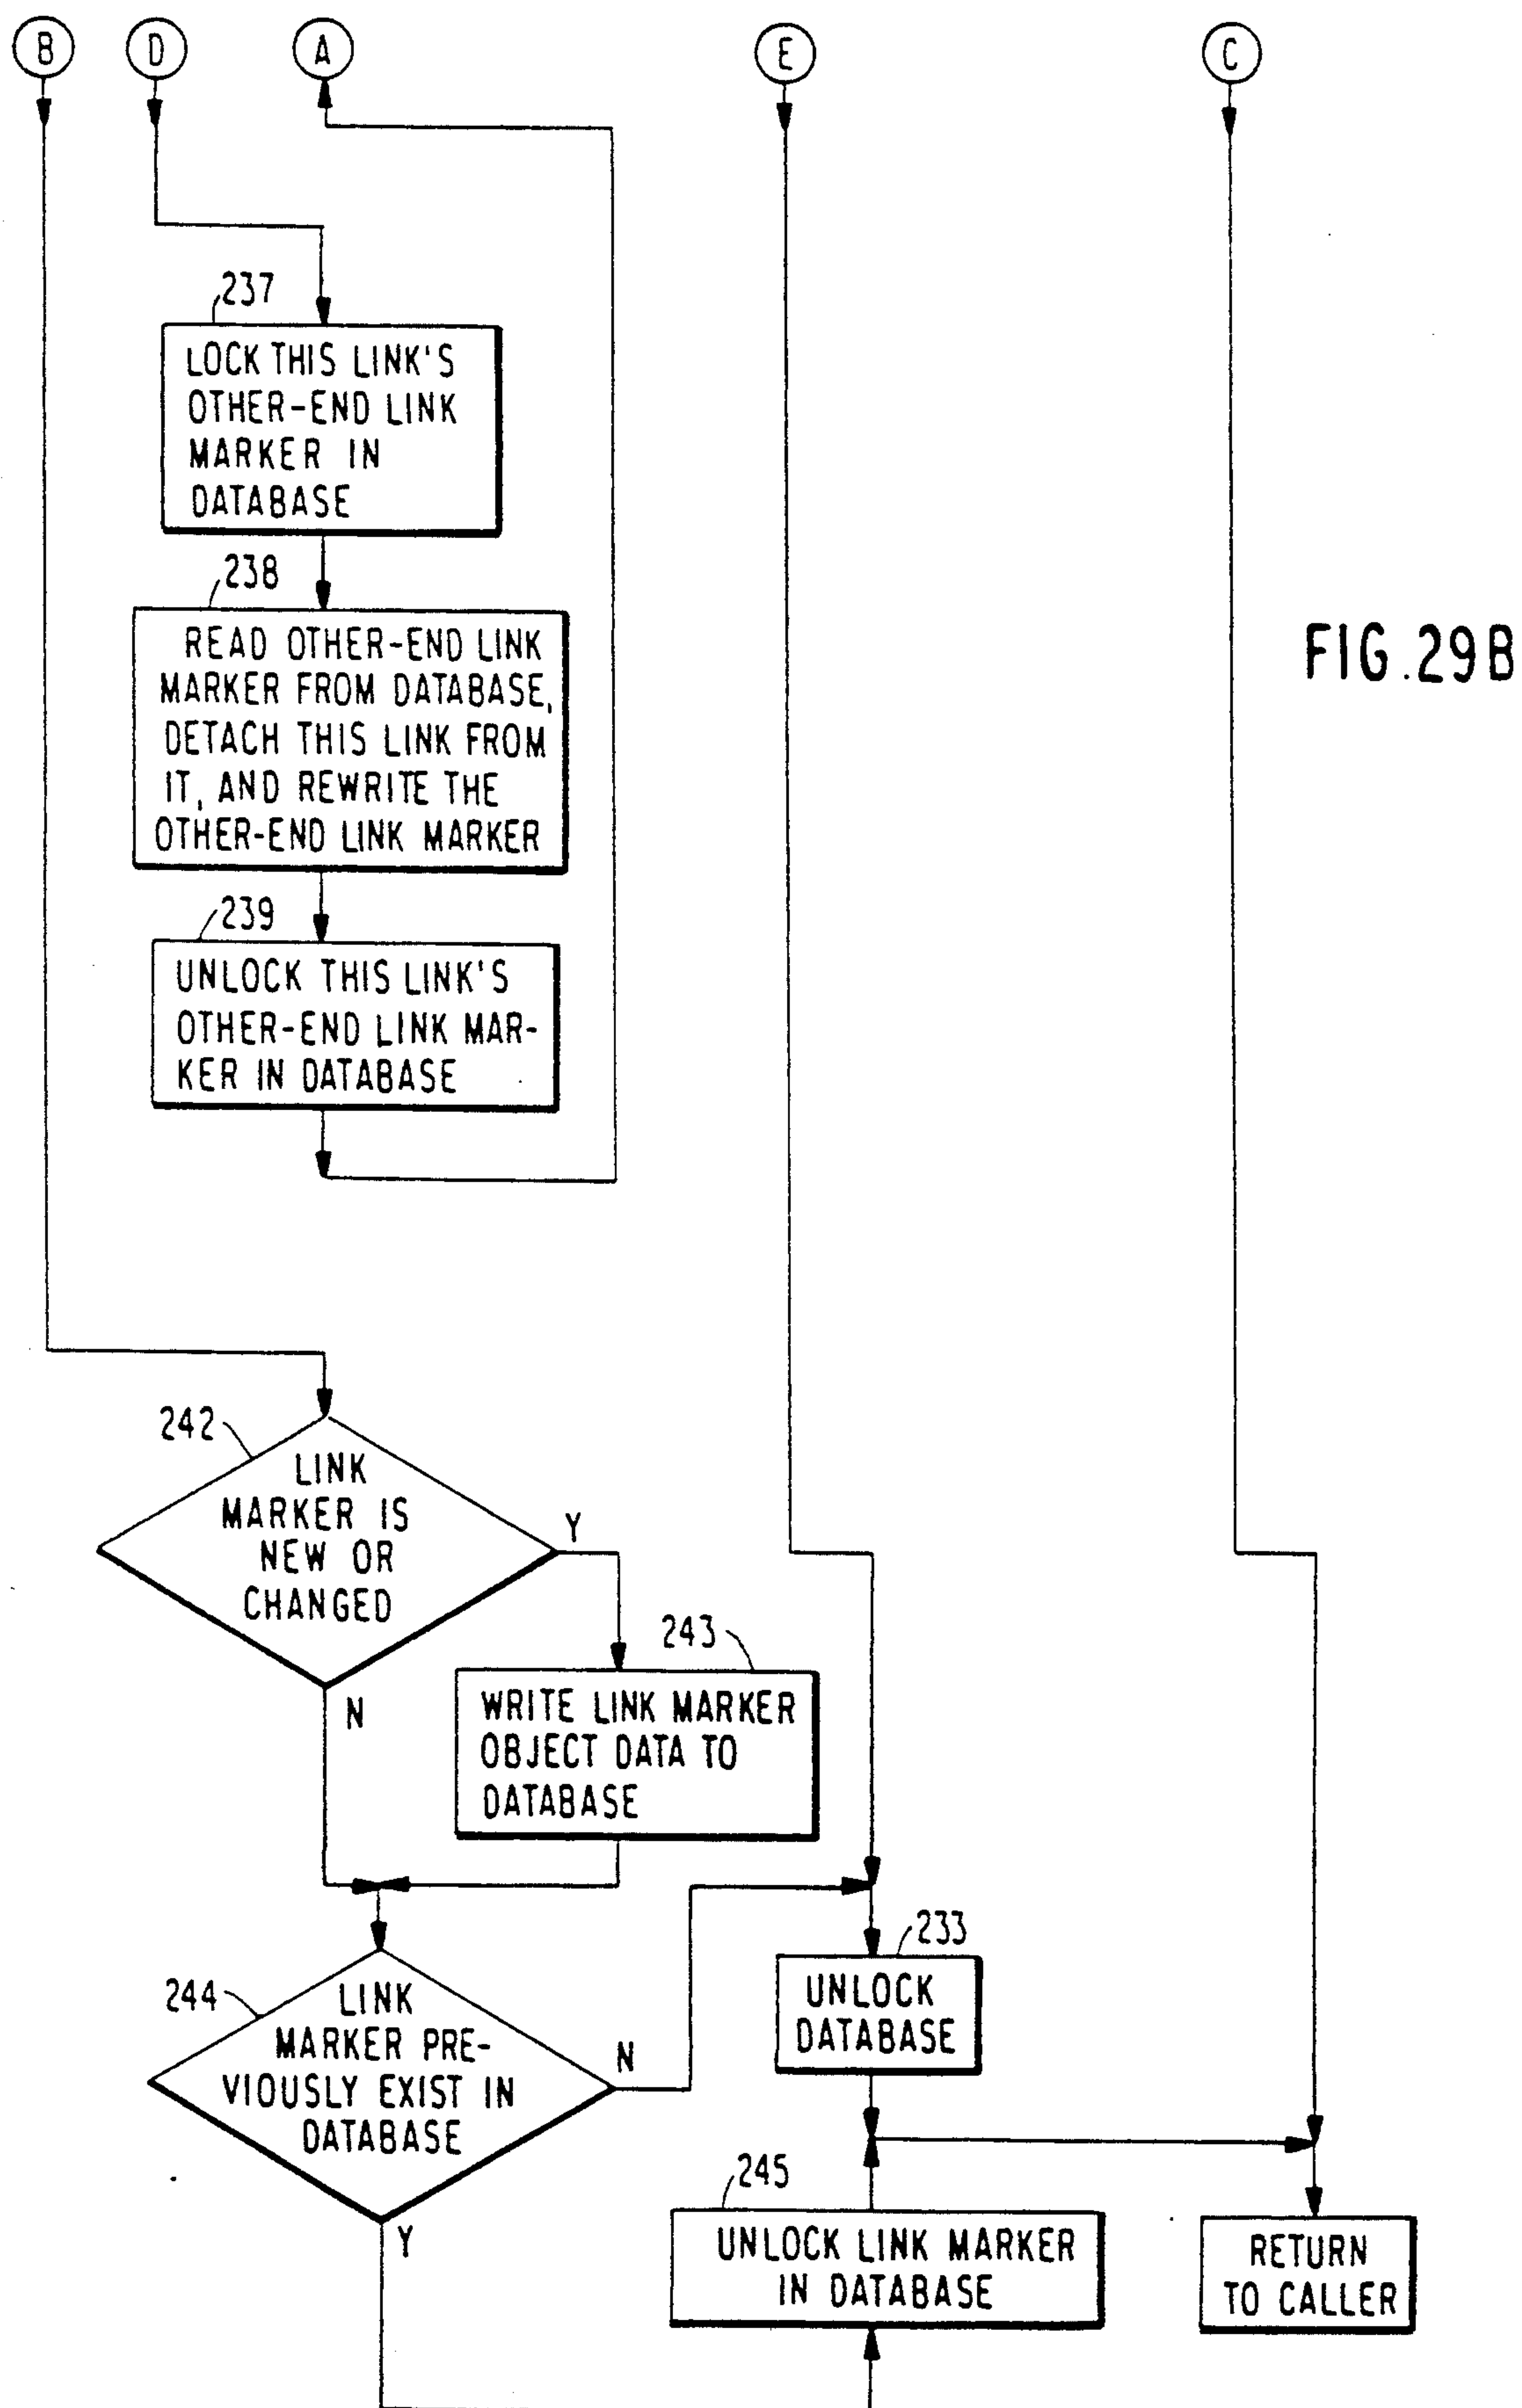 B
D
A
E
C
237
LOCK THIS LINK'S
OTHER-END LINK
MARKER IN
DATABASE
238
READ OTHER-END LINK
MARKER FROM DATABASE,
DETACH THIS LINK FROM
IT, AND REWRITE THE
OTHER-END LINK MARKER
FIG.29B
239
UNLOCK THIS LINK'S
OTHER-END LINK MAR-
KER IN DATABASE
242
LINK
MARKER IS
NEW OR
CHANGED
Y
N
243
WRITE LINK MARKER
OBJECT DATA TO
DATABASE
244
LINK
MARKER PRE-
VIOUSLY EXIST IN
DATABASE
N
Y
233
UNLOCK
DATABASE
245
UNLOCK LINK MARKER
IN DATABASE
RETURN
TO CALLER